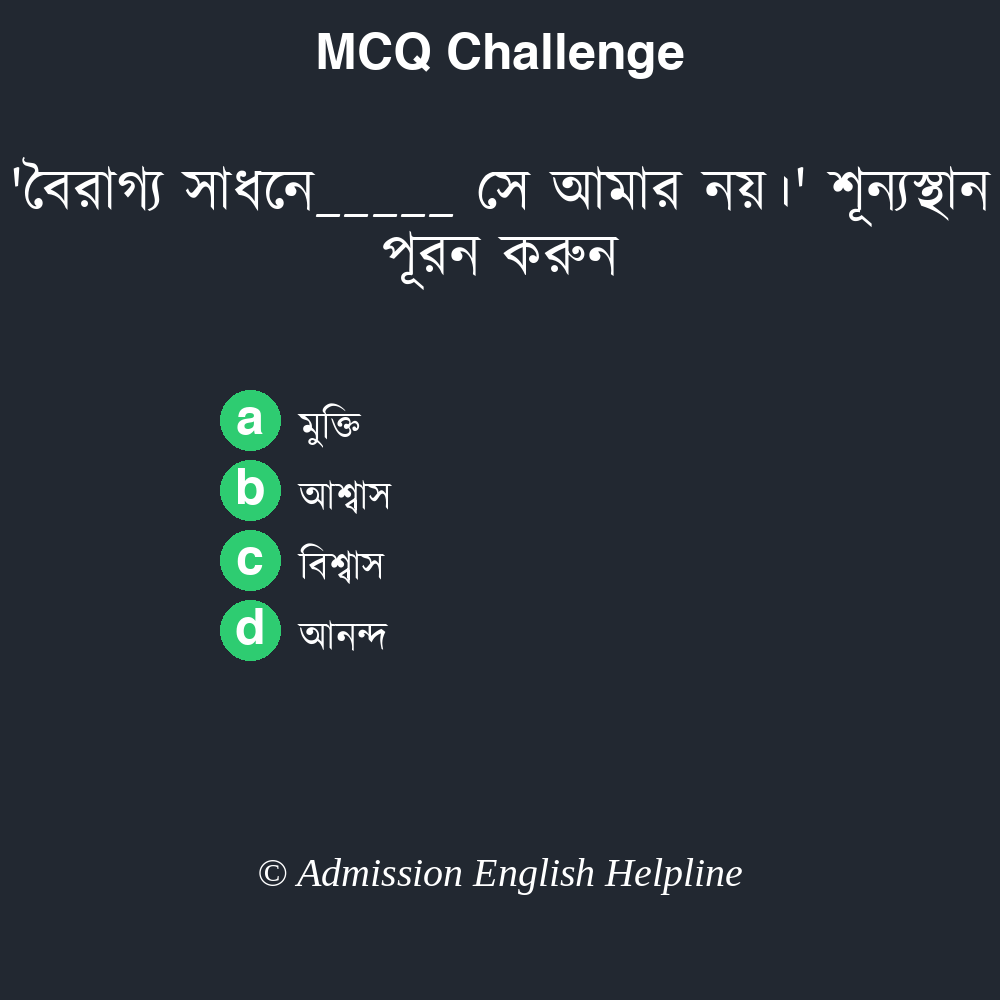 MCQ Challenge
'বৈরাগ্য সাধনে_____ সে আমার নয়।' শূন্যস্থান
পূরন করুন
a মুক্তি
b আশ্বাস
c বিশ্বাস
d আনন্দ
© Admission English Helpline